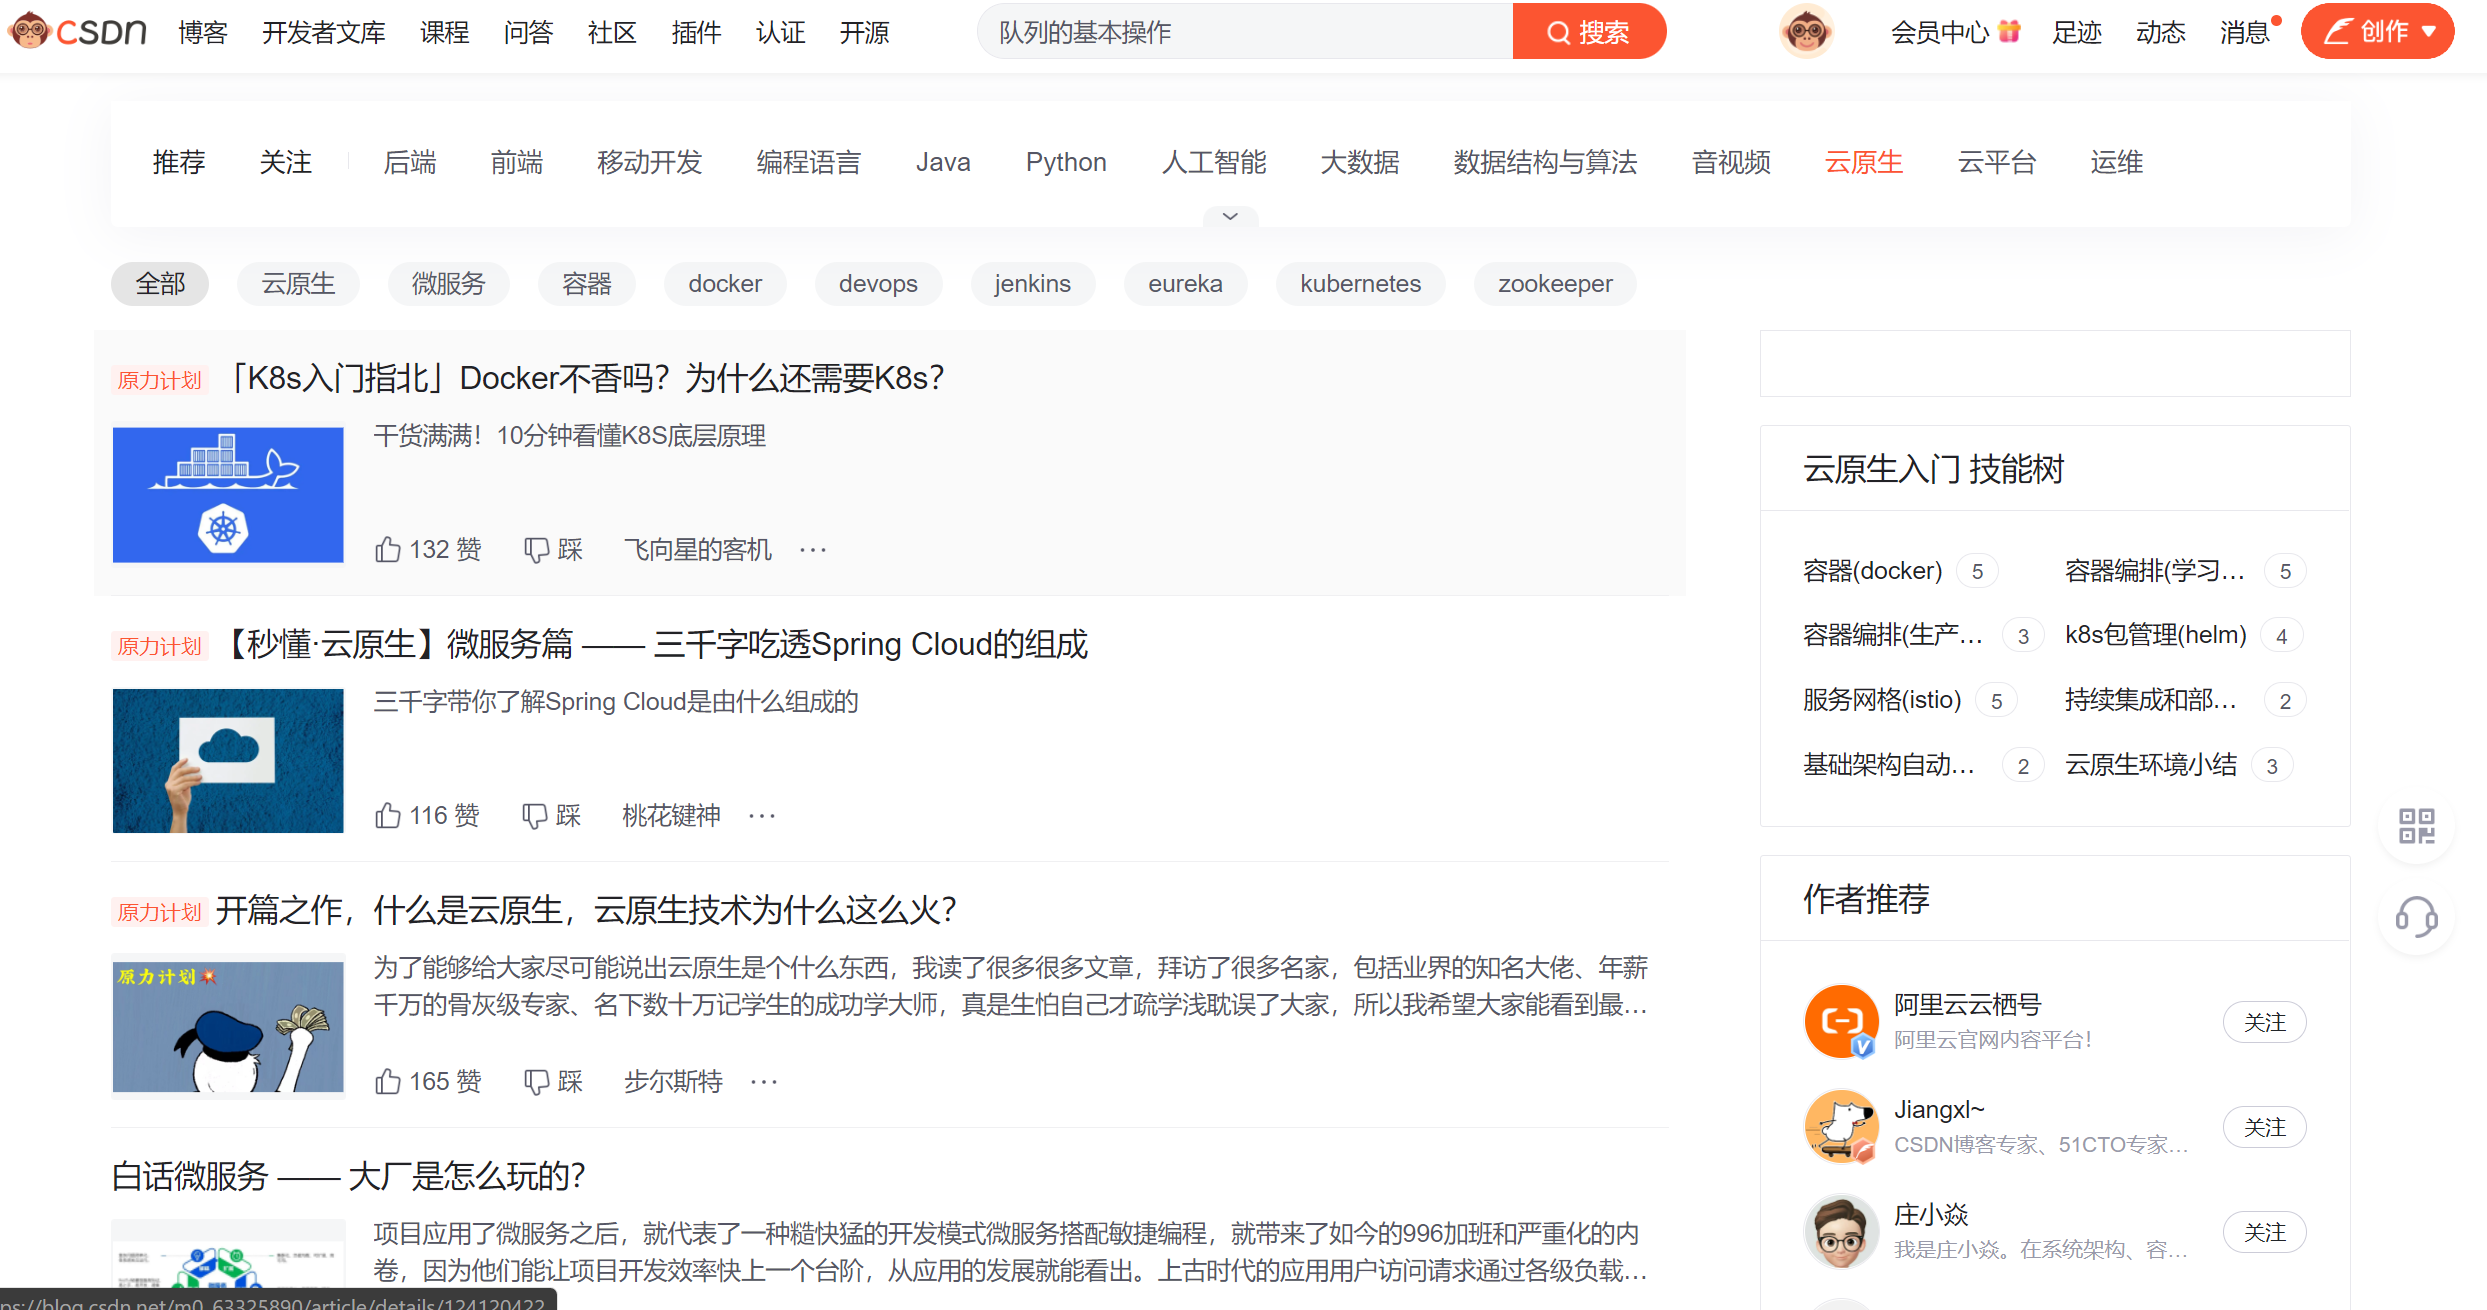 CSDN 博客 开发者文库 课程 问答 社区 插件 认证 开源 队列的基本操作 搜索 会员中心 足迹 动态 消息 创作
推荐 关注 后端 前端 移动开发 编程语言 Java Python 人工智能 大数据 数据结构与算法 音视频 云原生 云平台 运维
全部 云原生 微服务 容器 docker devops jenkins eureka kubernetes zookeeper
原力计划 「K8s入门指北」Docker不香吗？为什么还需要K8s？
干货满满！10分钟看懂K8S底层原理
132 赞 踩 飞向星的客机 ···
原力计划 【秒懂·云原生】微服务篇 —— 三千字吃透Spring Cloud的组成
三千字带你了解Spring Cloud是由什么组成的
116 赞 踩 桃花键神 ···
原力计划 开篇之作，什么是云原生，云原生技术为什么这么火？
原力计划
为了能够给大家尽可能说出云原生是个什么东西，我读了很多很多文章，拜访了很多名家，包括业界的知名大佬、年薪
千万的骨灰级专家、名下数十万记学生的成功学大师，真是生怕自己才疏学浅耽误了大家，所以我希望大家能看到最…
165 赞 踩 步尔斯特 ···
白话微服务 —— 大厂是怎么玩的？
项目应用了微服务之后，就代表了一种糙快猛的开发模式微服务搭配敏捷编程，就带来了如今的996加班和严重化的内
卷，因为他们能让项目开发效率快上一个台阶，从应用的发展就能看出。上古时代的应用用户访问请求通过各级负载…
ps://blog.csdn.net/m0_63325890/article/details/124120422
云原生入门 技能树
容器(docker) 5 容器编排(学习… 5
容器编排(生产… 3 k8s包管理(helm) 4
服务网格(istio) 5 持续集成和部… 2
基础架构自动… 2 云原生环境小结 3
作者推荐
阿里云云栖号
阿里云官网内容平台！
关注
Jiangxl~
CSDN博客专家、51CTO专家…
关注
庄小焱
我是庄小焱。在系统架构、容…
关注